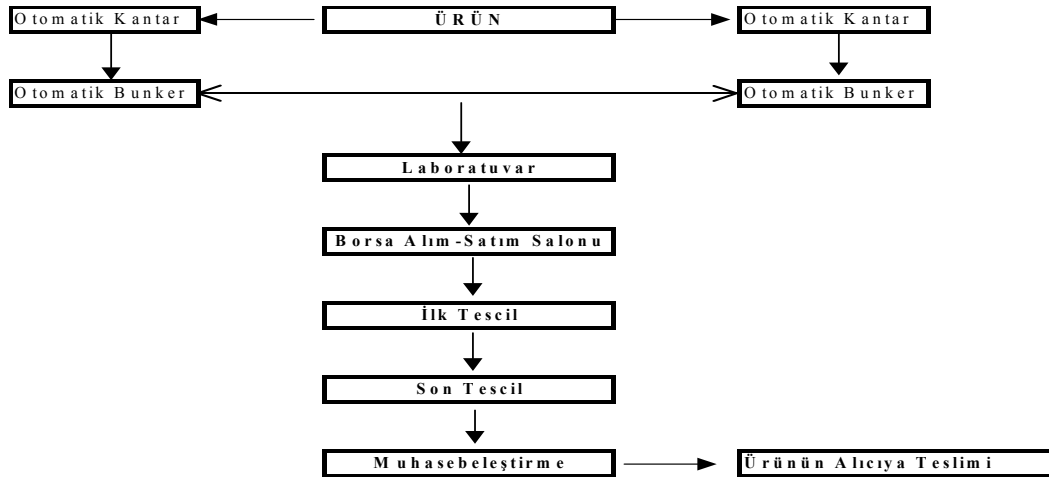 Otomatik Kantar
ÜRÜN
Otomatik Kantar
Otomatik Bunker
Otomatik Bunker
Laboratuvar
Borsa Alım-Satım Salonu
İlk Tescil
Son Tescil
Muhasebeleştirme
Ürünün Alıcıya Teslimi